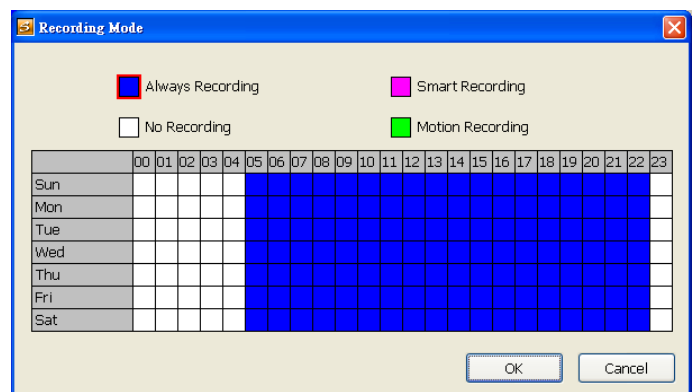 Recording Mode
Always Recording
Smart Recording
No Recording
Motion Recording
00 01 02 03 04 05 06 07 08 09 10 11 12 13 14 15 16 17 18 19 20 21 22 23
Sun
Mon
Tue
Wed
Thu
Fri
Sat
OK
Cancel